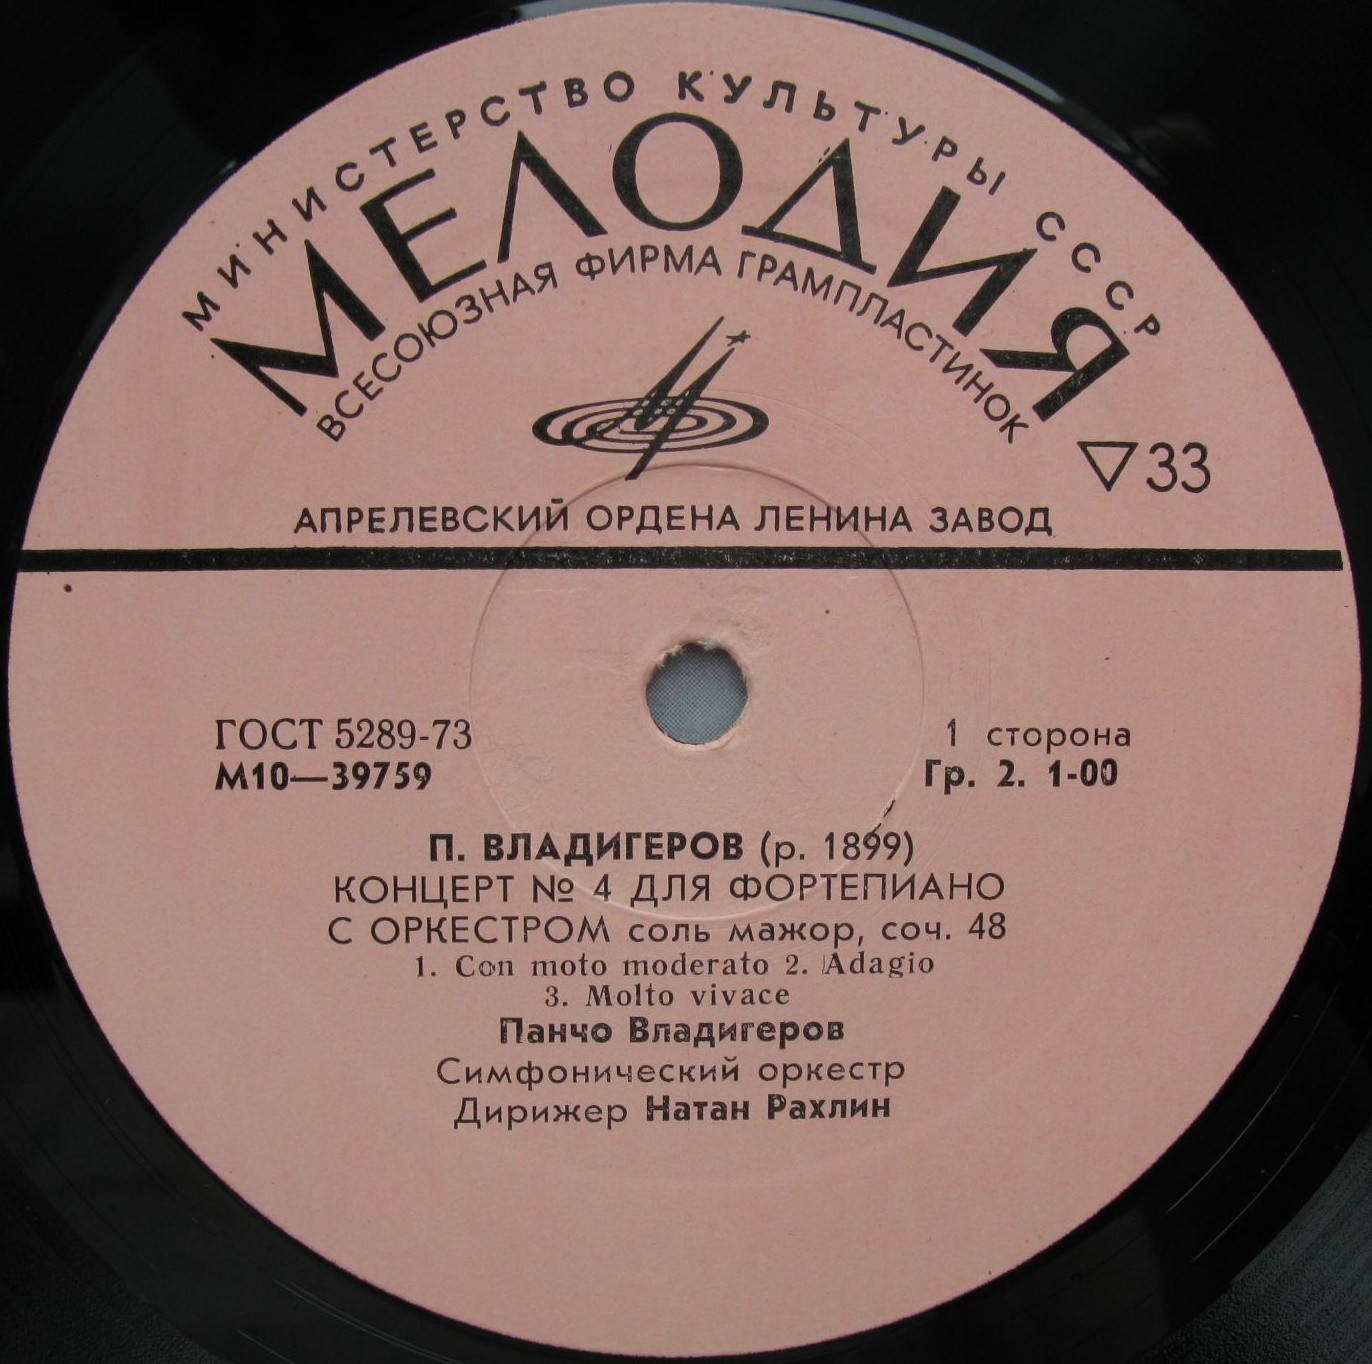 МИНИСТЕРСТВО КУЛЬТУРЫ СССР
МЕЛОДИЯ
ВСЕСОЮЗНАЯ ФИРМА ГРАМПЛАСТИНОК
▽33
АПРЕЛЕВСКИЙ ОРДЕНА ЛЕНИНА ЗАВОД
ГОСТ 5289-73
1 сторона
М10—39759
Гр. 2. 1-00
П. ВЛАДИГЕРОВ (р. 1899)
КОНЦЕРТ № 4 ДЛЯ ФОРТЕПИАНО
С ОРКЕСТРОМ соль мажор, соч. 48
1. Con moto moderato 2. Adagio
3. Molto vivace
Панчо Владигеров
Симфонический оркестр
Дирижер Натан Рахлин